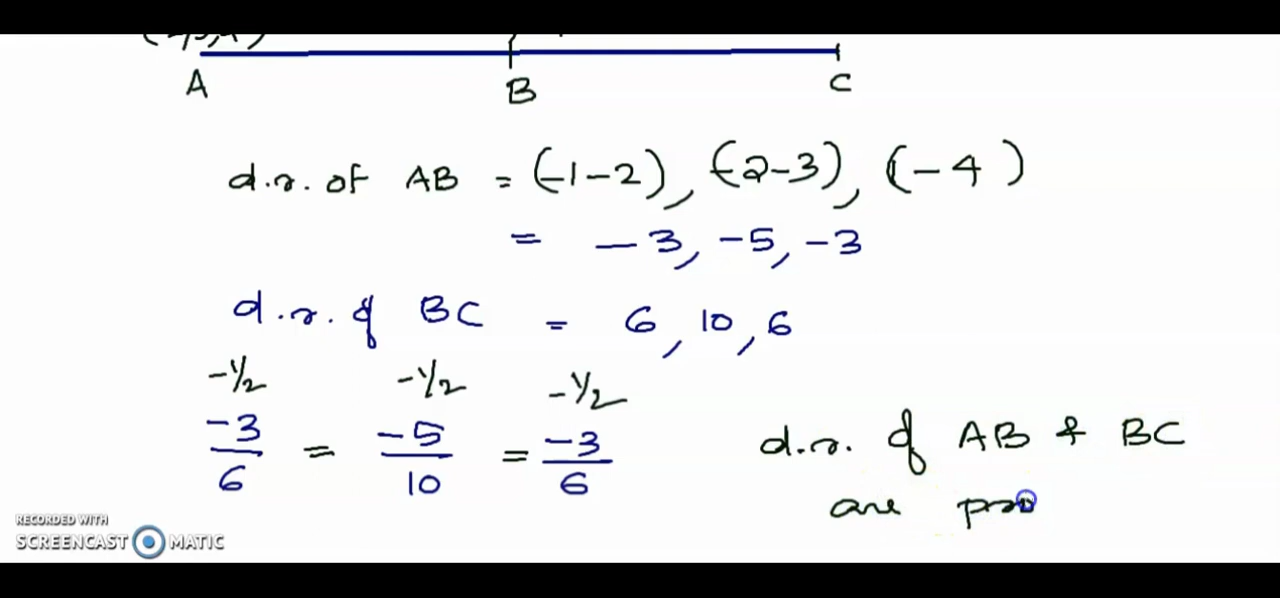 A B C
d.r. of AB = (-1-2), (-2-3), (-4)
= -3, -5, -3
d.r. of BC = 6, 10, 6
-1/2 -1/2 -1/2
-3/6 = -5/10 = -3/6
d.r. of AB & BC
are pro
RECORDED WITH
SCREENCAST MATIC